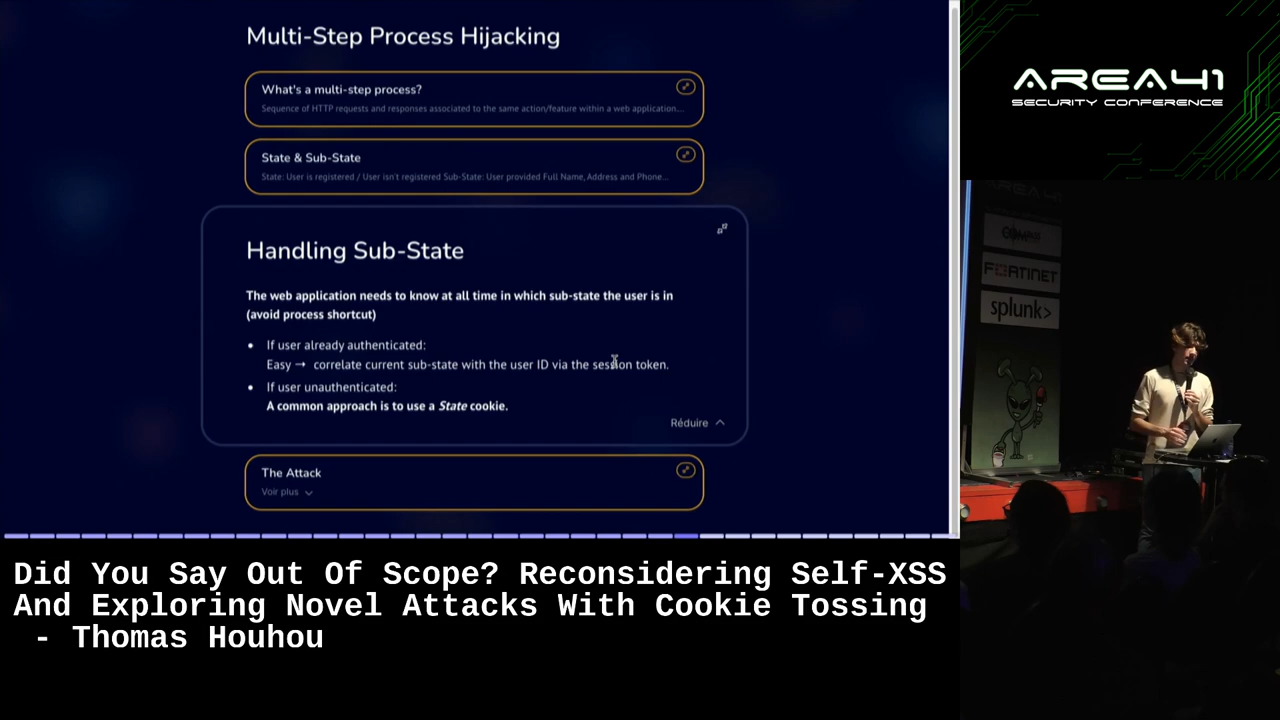 Multi-Step Process Hijacking
What's a multi-step process?
Sequence of HTTP requests and responses associated to the same action/feature within a web application...
State & Sub-State
State: User is registered / User isn't registered Sub-State: User provided Full Name, Address and Phone...
Handling Sub-State
The web application needs to know at all time in which sub-state the user is in
(avoid process shortcut)
• If user already authenticated:
Easy → correlate current sub-state with the user ID via the session token.
• If user unauthenticated:
A common approach is to use a State cookie.
Réduire
The Attack
Voir plus
AREA41
SECURITY CONFERENCE
FORTINET
splunk>
Did You Say Out Of Scope? Reconsidering Self-XSS
And Exploring Novel Attacks With Cookie Tossing
- Thomas Houhou